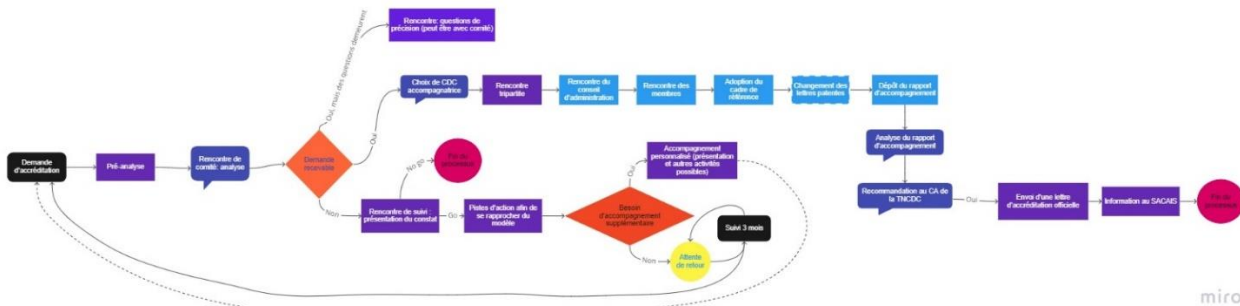 Rencontre: questions de
précision (peut être avec comité)
Oui, mais des questions demeurent
Choix de CDC
accompagnatrice
Rencontre
tripartite
Rencontre du
conseil
d'administration
Rencontre des
membres
Adoption du
cadre de
référence
Changement des
lettres patentes
Dépôt du rapport
d'accompagnement
Oui
Analyse du rapport
d'accompagnement
Demande
d'accréditation
Pré-analyse
Rencontre de
comité: analyse
Demande
recevable
No go
Fin de
processus
Accompagnement
personnalisé (présentation
et autres activités
possibles)
Oui
Recommandation au CA de
la TNCDC
Oui
Envoi d'une lettre
d'accréditation officielle
Information au SACAIS
Fin de
processus
Non
Rencontre de suivi :
présentation du constat
Go
Pistes d'action afin de
se rapprocher du
modèle
Besoin
d'accompagnement
supplémentaire
Suivi 3 mois
Non
Attente
de retour
miro